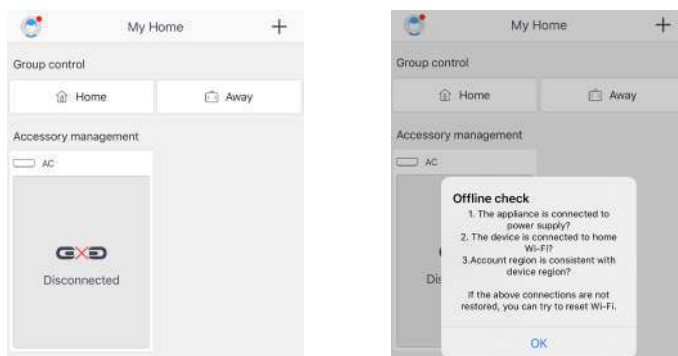 My Home
Group control
Home Away
Accessory management
AC
Disconnected
My Home
Group control
Home Away
Accessory management
AC
Dis
Offline check
1. The appliance is connected to
power supply?
2. The device is connected to home
Wi-Fi?
3.Account region is consistent with
device region?
If the above connections are not
restored, you can try to reset Wi-Fi.
OK